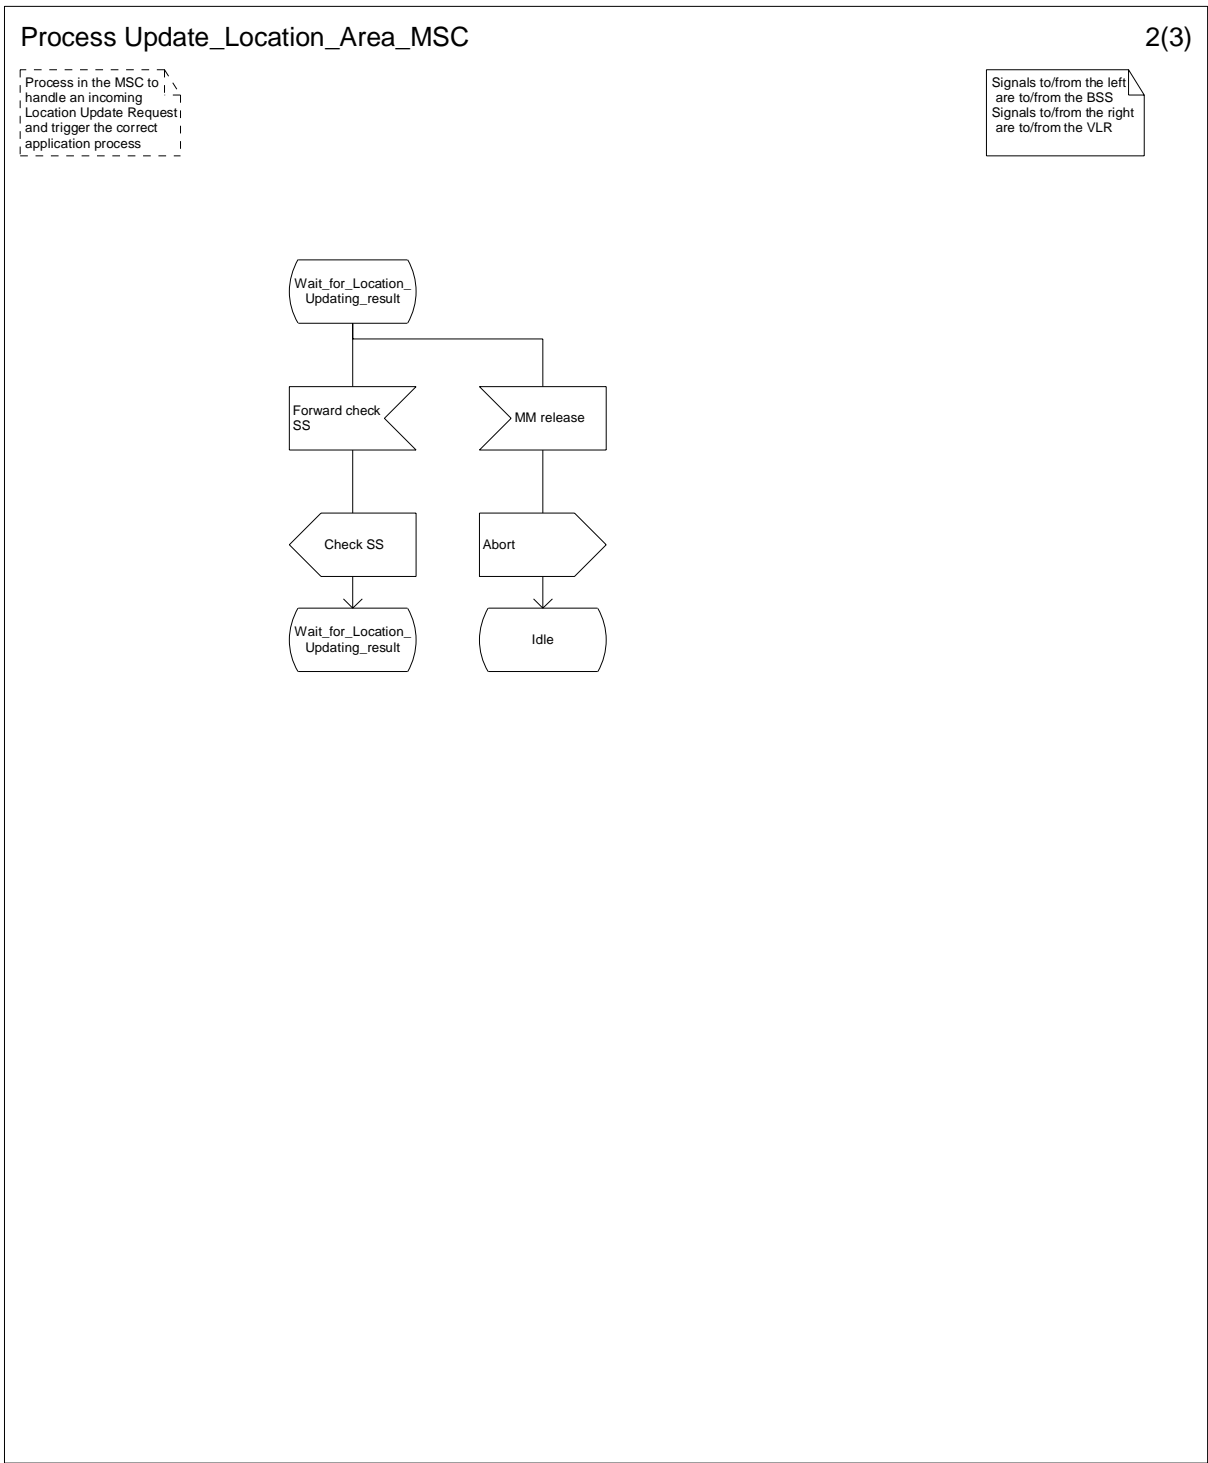 Process Update_Location_Area_MSC
2(3)
Process in the MSC to
handle an incoming
Location Update Request
and trigger the correct
application process
Signals to/from the left
are to/from the BSS
Signals to/from the right
are to/from the VLR
Wait_for_Location_
Updating_result
Forward check
SS
MM release
Check SS
Abort
Wait_for_Location_
Updating_result
Idle